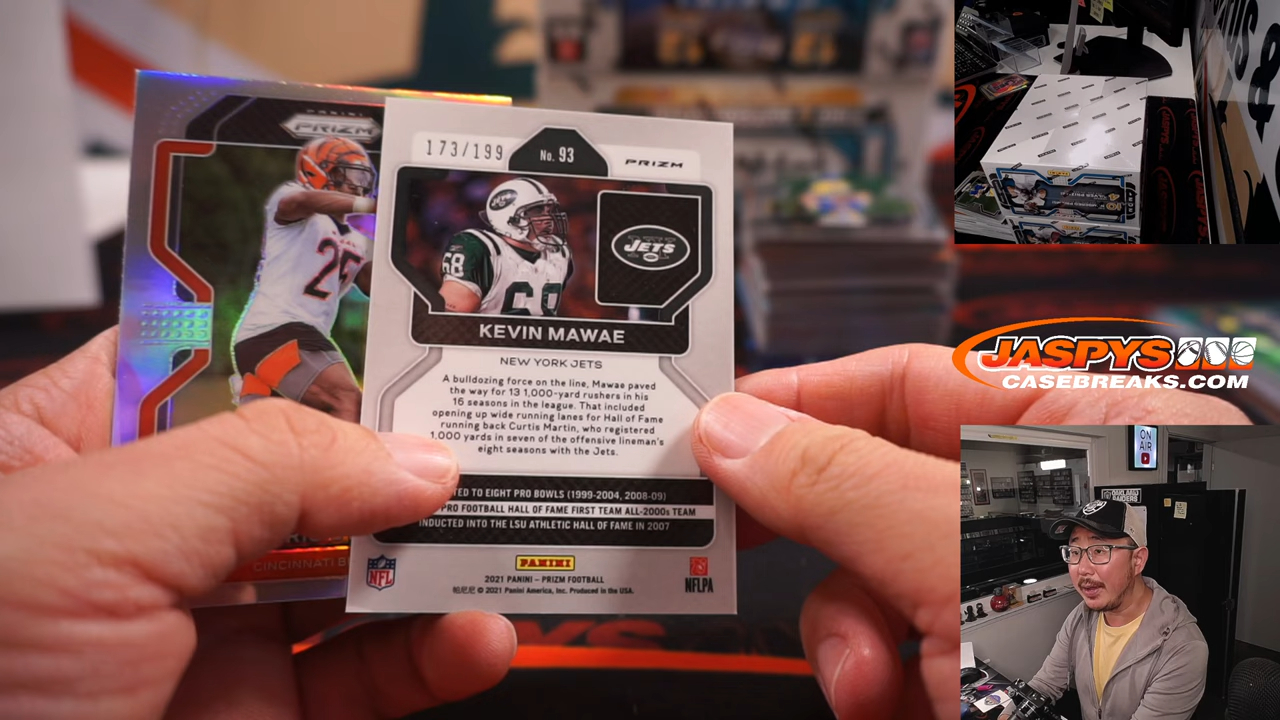 PANINI
PRIZM
25
CINCINNATI B
173/199
No. 93
PRIZM
68
68
JETS
KEVIN MAWAE
NEW YORK JETS
A bulldozing force on the line, Mawae paved
the way for 13 1,000-yard rushers in his
16 seasons in the league. That included
opening up wide running lanes for Hall of Fame
running back Curtis Martin, who registered
1,000 yards in seven of the offensive lineman's
eight seasons with the Jets.
TED TO EIGHT PRO BOWLS (1999-2004, 2008-09)
PRO FOOTBALL HALL OF FAME FIRST TEAM ALL-2000s TEAM
INDUCTED INTO THE LSU ATHLETIC HALL OF FAME IN 2007
NFL
PANINI
NFLPA
2021 PANINI – PRIZM FOOTBALL
© 2021 Panini America, Inc. Produced in the USA.
JASPYS
CASEBREAKS.COM
ON
AIR
OAKLAND
RAIDERS